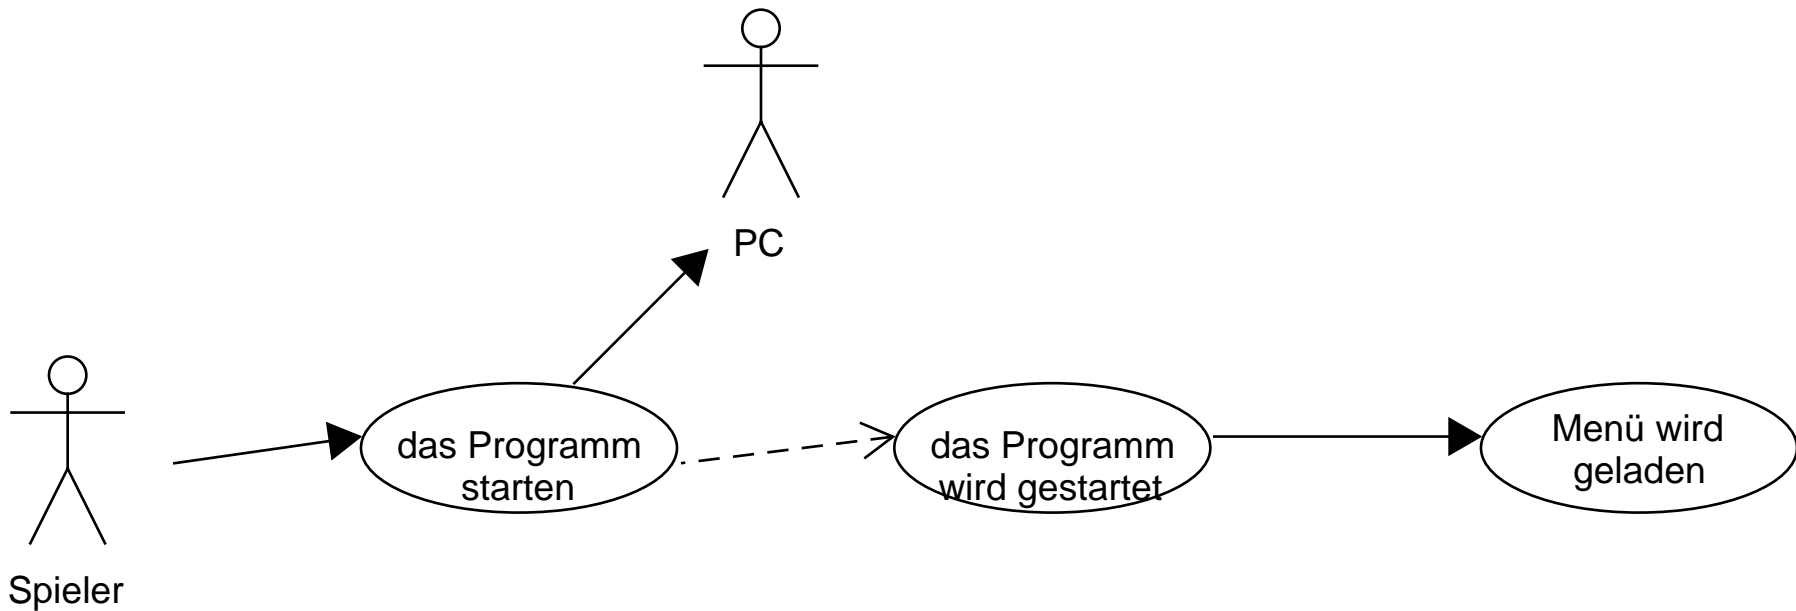 PC
das Programm
starten
das Programm
wird gestartet
Menü wird
geladen
Spieler